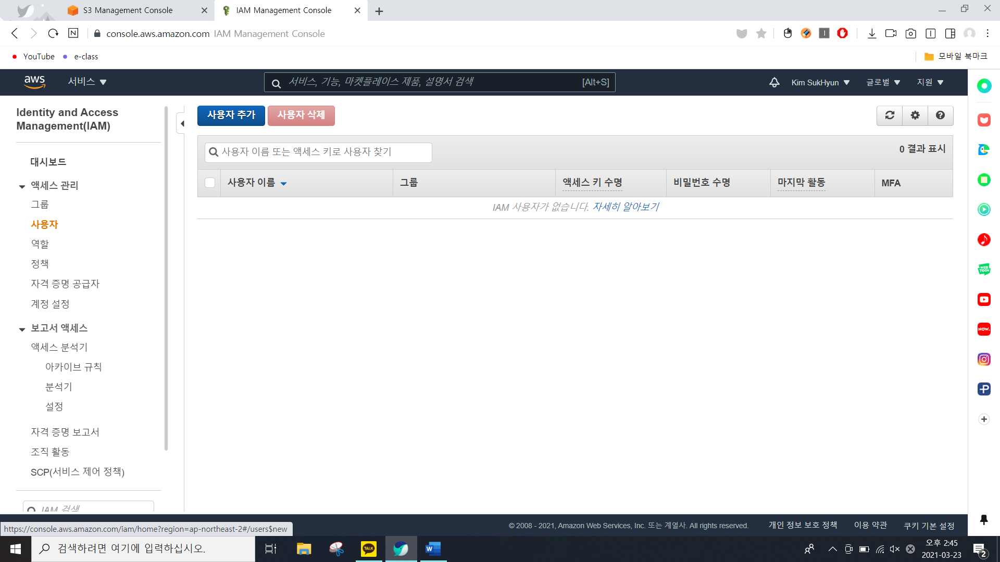 S3 Management Console
IAM Management Console
N
console.aws.amazon.com IAM Management Console
YouTube
e-class
모바일 북마크
aws
서비스
서비스, 기능, 마켓플레이스 제품, 설명서 검색
[Alt+S]
Kim SukHyun
글로벌
지원
Identity and Access
Management(IAM)
대시보드
액세스 관리
그룹
사용자
역할
정책
자격 증명 공급자
계정 설정
보고서 액세스
액세스 분석기
아카이브 규칙
분석기
설정
자격 증명 보고서
조직 활동
SCP(서비스 제어 정책)
IAM 검색
사용자 추가
사용자 삭제
사용자 이름 또는 액세스 키로 사용자 찾기
0 결과 표시
사용자 이름
그룹
액세스 키 수명
비밀번호 수명
마지막 활동
MFA
IAM 사용자가 없습니다. 자세히 알아보기
WEB
TOON
NOW.
https://console.aws.amazon.com/iam/home?region=ap-northeast-2#/users$new
© 2008 - 2021, Amazon Web Services, Inc. 또는 계열사. All rights reserved.
개인 정보 보호 정책
이용 약관
쿠키 기본 설정
검색하려면 여기에 입력하십시오.
TALK
W
오후 2:45
2021-03-23
2